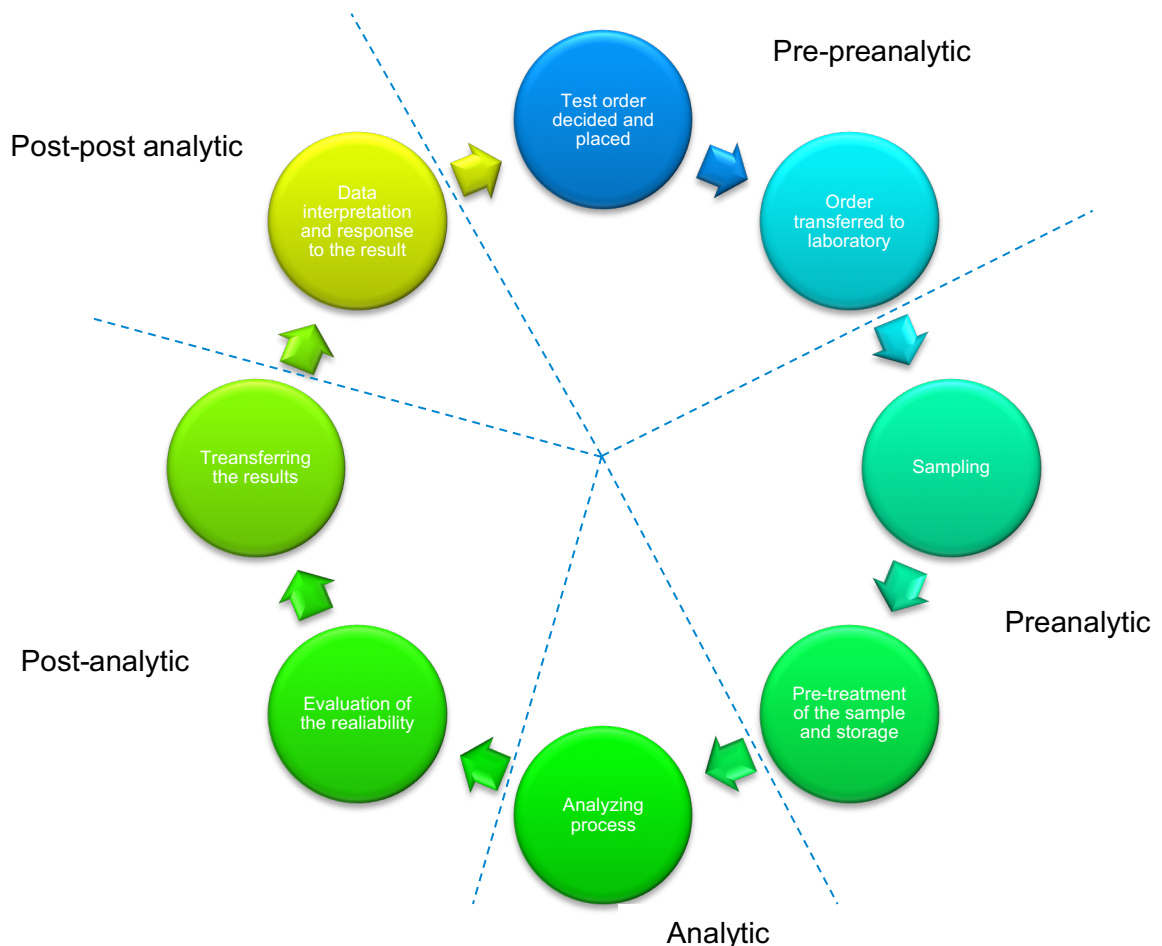 Pre-preanalytic
Test order
decided and
placed
Order
transferred to
laboratory
Sampling
Preanalytic
Pre-treatment
of the sample
and storage
Analyzing
process
Analytic
Evaluation of
the realiability
Post-analytic
Treansferring
the results
Data
interpretation
and response
to the result
Post-post analytic